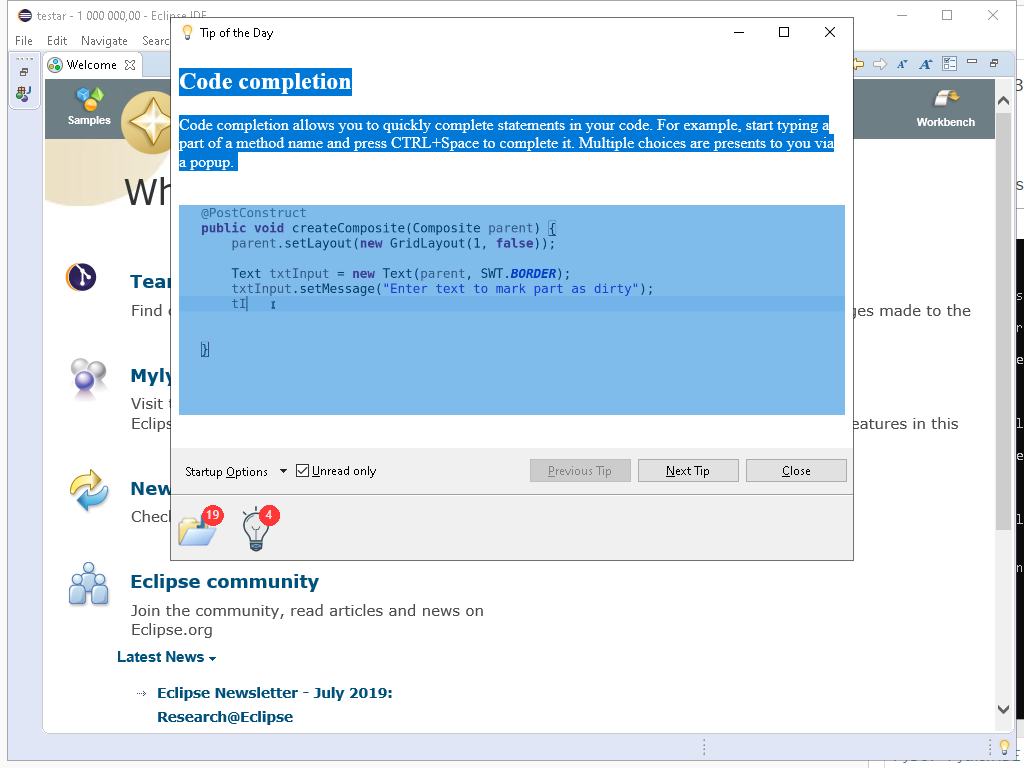 testar - 1 000 000,00 - Eclipse IDE
File Edit Navigate Searc
Tip of the Day
Welcome
Samples
Workbench
Code completion
Code completion allows you to quickly complete statements in your code. For example, start typing a
part of a method name and press CTRL+Space to complete it. Multiple choices are presents to you via
a popup.
Wh
@PostConstruct
public void createComposite(Composite parent) {
parent.setLayout(new GridLayout(1, false));
Text txtInput = new Text(parent, SWT.BORDER);
txtInput.setMessage("Enter text to mark part as dirty");
tI
}
Tear
Find
ges made to the
Myly
Visit
Eclips
eatures in this
Startup Options
Unread only
Previous Tip
Next Tip
Close
New
Chec
19
4
Eclipse community
Join the community, read articles and news on
Eclipse.org
Latest News
Eclipse Newsletter - July 2019:
Research@Eclipse